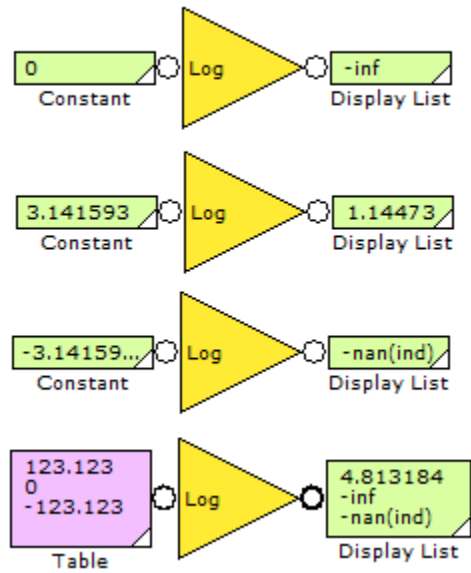 0
Log
-inf
Constant
Display List
3.141593
Log
1.14473
Constant
Display List
-3.14159...
Log
-nan(ind)
Constant
Display List
123.123
0
-123.123
Log
4.813184
-inf
-nan(ind)
Table
Display List